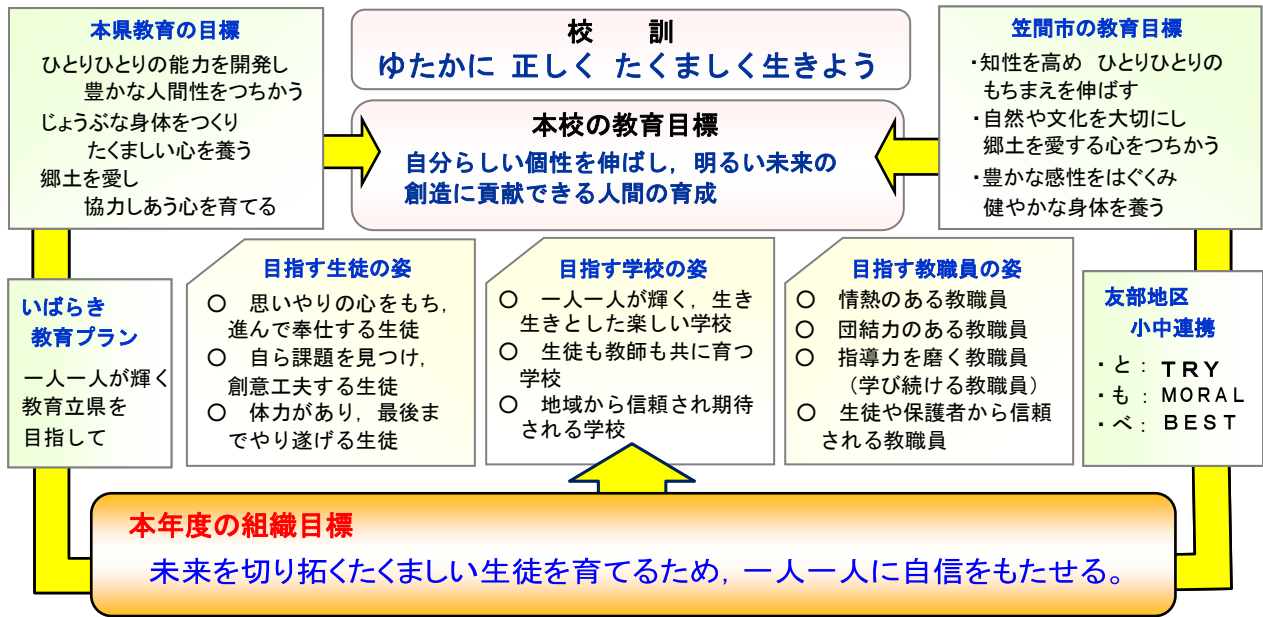 本県教育の目標
ひとりひとりの能力を開発し
豊かな人間性をつちかう
じょうぶな身体をつくり
たくましい心を養う
郷土を愛し
協力しあう心を育てる
校　訓
ゆたかに 正しく たくましく生きよう
本校の教育目標
自分らしい個性を伸ばし，明るい未来の
創造に貢献できる人間の育成
笠間市の教育目標
・知性を高め ひとりひとりの
もちまえを伸ばす
・自然や文化を大切にし
郷土を愛する心をつちかう
・豊かな感性をはぐくみ
健やかな身体を養う
いばらき
教育プラン
一人一人が輝く
教育立県を
目指して
目指す生徒の姿
○　思いやりの心をもち，
進んで奉仕する生徒
○　自ら課題を見つけ，
創意工夫する生徒
○　体力があり，最後ま
でやり遂げる生徒
目指す学校の姿
○　一人一人が輝く，生き
生きとした楽しい学校
○　生徒も教師も共に育つ
学校
○　地域から信頼され期待
される学校
目指す教職員の姿
○　情熱のある教職員
○　団結力のある教職員
○　指導力を磨く教職員
（学び続ける教職員）
○　生徒や保護者から信頼
される教職員
友部地区
小中連携
・と：ＴＲＹ
・も：ＭＯＲＡＬ
・べ：ＢＥＳＴ
本年度の組織目標
未来を切り拓くたくましい生徒を育てるため，一人一人に自信をもたせる。